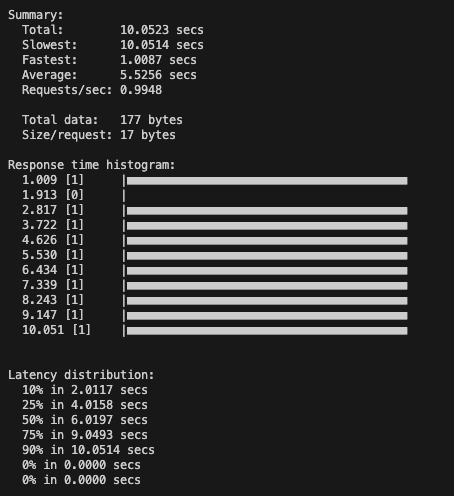 Summary:
  Total:        10.0523 secs
  Slowest:      10.0514 secs
  Fastest:      1.0087 secs
  Average:      5.5256 secs
  Requests/sec: 0.9948

  Total data:   177 bytes
  Size/request: 17 bytes

Response time histogram:
  1.009 [1]     |
  1.913 [0]     |
  2.817 [1]     |
  3.722 [1]     |
  4.626 [1]     |
  5.530 [1]     |
  6.434 [1]     |
  7.339 [1]     |
  8.243 [1]     |
  9.147 [1]     |
  10.051 [1]    |

Latency distribution:
  10% in 2.0117 secs
  25% in 4.0158 secs
  50% in 6.0197 secs
  75% in 9.0493 secs
  90% in 10.0514 secs
  0% in 0.0000 secs
  0% in 0.0000 secs